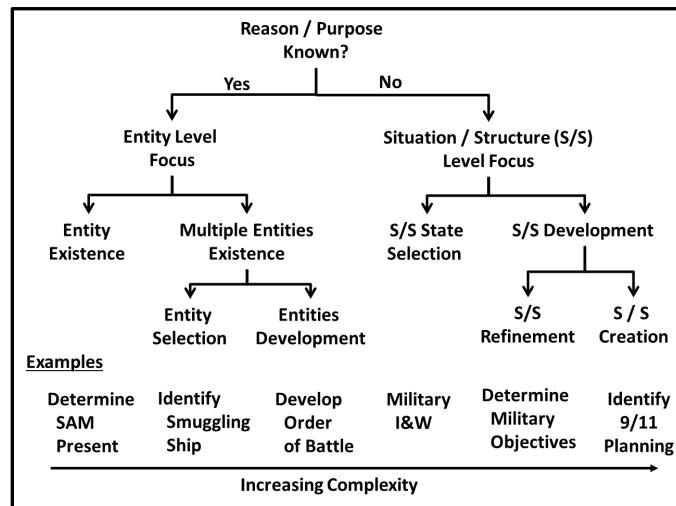 Reason / Purpose
Known?
Yes
No
Entity Level
Focus
Situation / Structure (S/S)
Level Focus
Entity
Existence
Multiple Entities
Existence
S/S State
Selection
S/S Development
Entity
Selection
Entities
Development
S/S
Refinement
S / S
Creation
Examples
Determine
SAM
Present
Identify
Smuggling
Ship
Develop
Order
of Battle
Military
I&W
Determine
Military
Objectives
Identify
9/11
Planning
Increasing Complexity